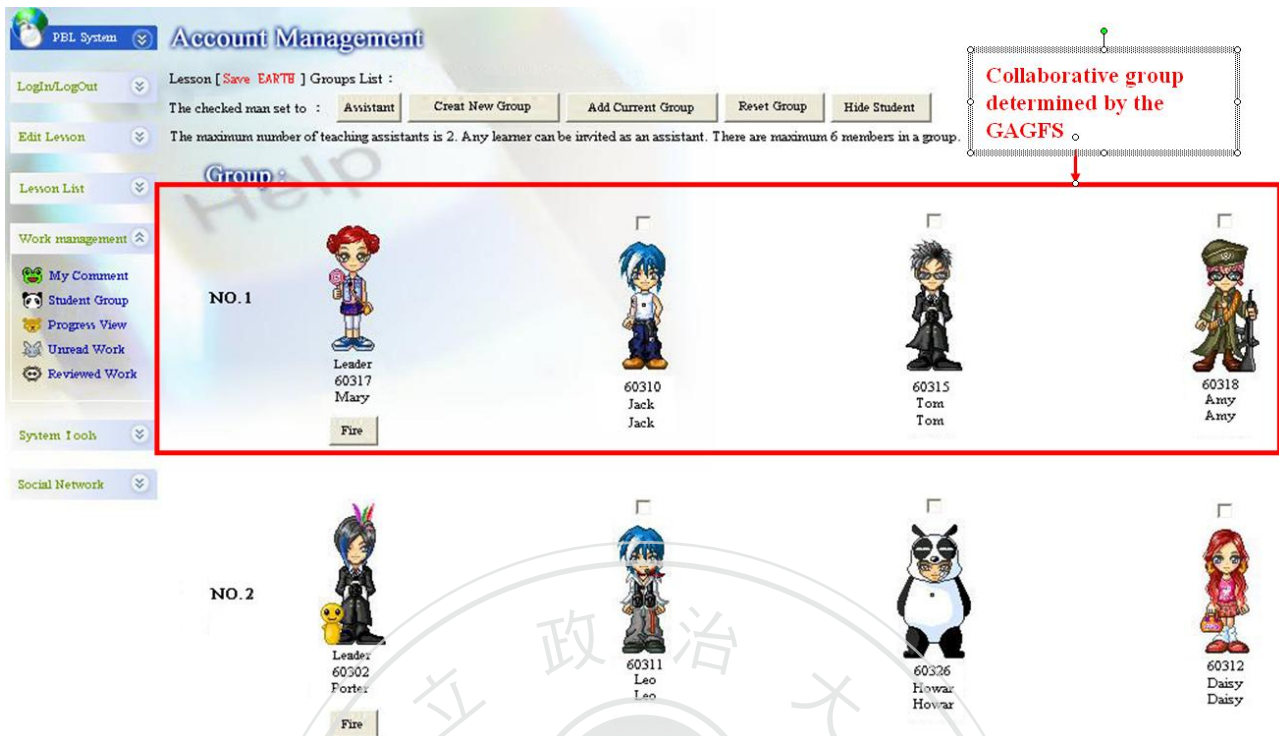 PBL System
Account Management
LogIn/LogOut
Edit Lesson
Lesson List
Work management
My Comment
Student Group
Progress View
Unread Work
Reviewed Work
System Tools
Social Network
Lesson [ Save EARTH ] Groups List :
The checked man set to : Assistant Creat New Group Add Current Group Reset Group Hide Student
The maximum number of teaching assistants is 2. Any learner can be invited as an assistant. There are maximum 6 members in a group.
Collaborative group
determined by the
GAGFS
Group :
Help
NO. 1
Leader
60317
Mary
Fire
60310
Jack
Jack
60315
Tom
Tom
60318
Amy
Amy
NO. 2
Leader
60302
Porter
Fire
60311
Leo
Leo
60326
Howar
Howar
60312
Daisy
Daisy
立 政 治 大